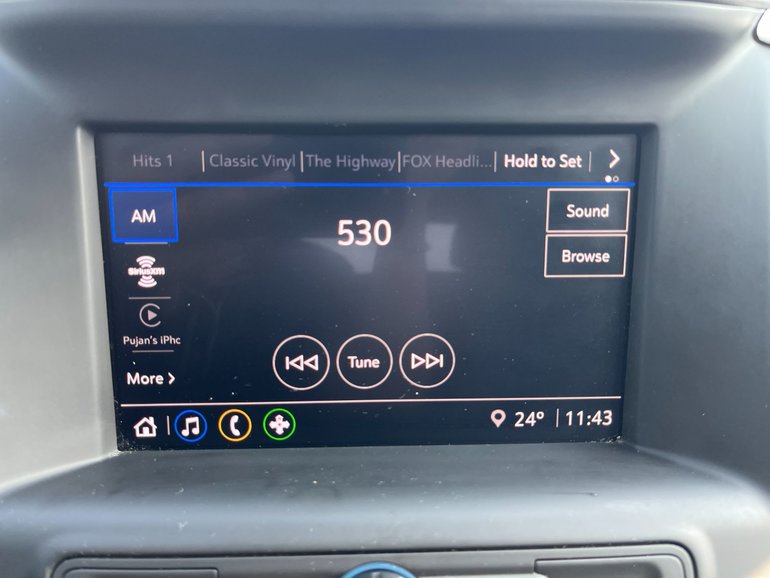 Hits 1 Classic Vinyl The Highway FOX Headli... Hold to Set
AM
530
Sound
SiriusXM
Browse
Pujan's iPhc
Tune
More
24° 11:43